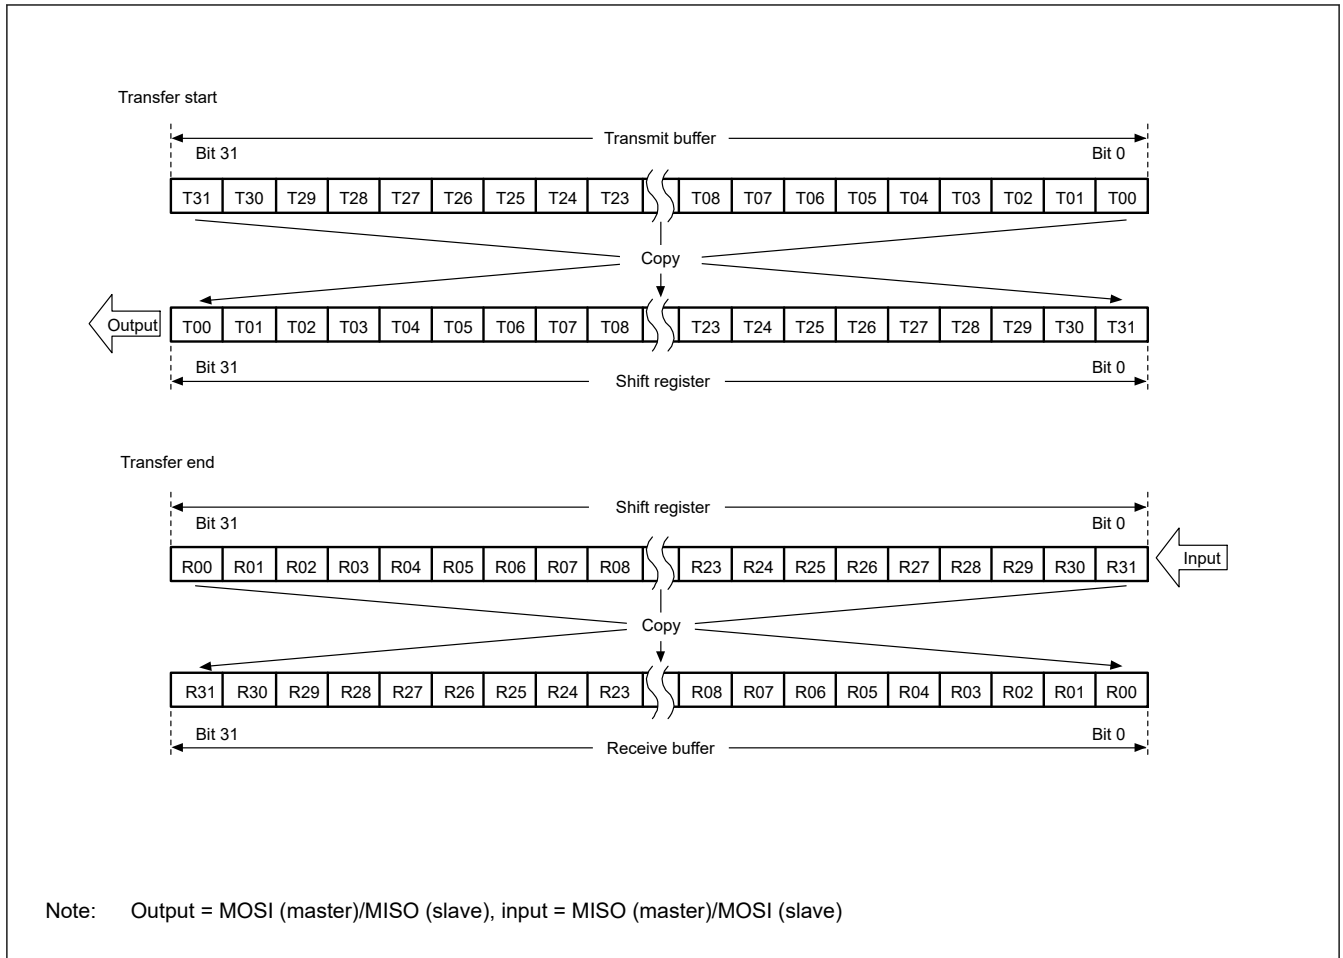 Transfer start
Transmit buffer
Bit 31 Bit 0
T31 T30 T29 T28 T27 T26 T25 T24 T23 T08 T07 T06 T05 T04 T03 T02 T01 T00
Copy
Output T00 T01 T02 T03 T04 T05 T06 T07 T08 T23 T24 T25 T26 T27 T28 T29 T30 T31
Bit 31 Bit 0
Shift register
Transfer end
Shift register
Bit 31 Bit 0
R00 R01 R02 R03 R04 R05 R06 R07 R08 R23 R24 R25 R26 R27 R28 R29 R30 R31 Input
Copy
R31 R30 R29 R28 R27 R26 R25 R24 R23 R08 R07 R06 R05 R04 R03 R02 R01 R00
Bit 31 Bit 0
Receive buffer
Note: Output = MOSI (master)/MISO (slave), input = MISO (master)/MOSI (slave)